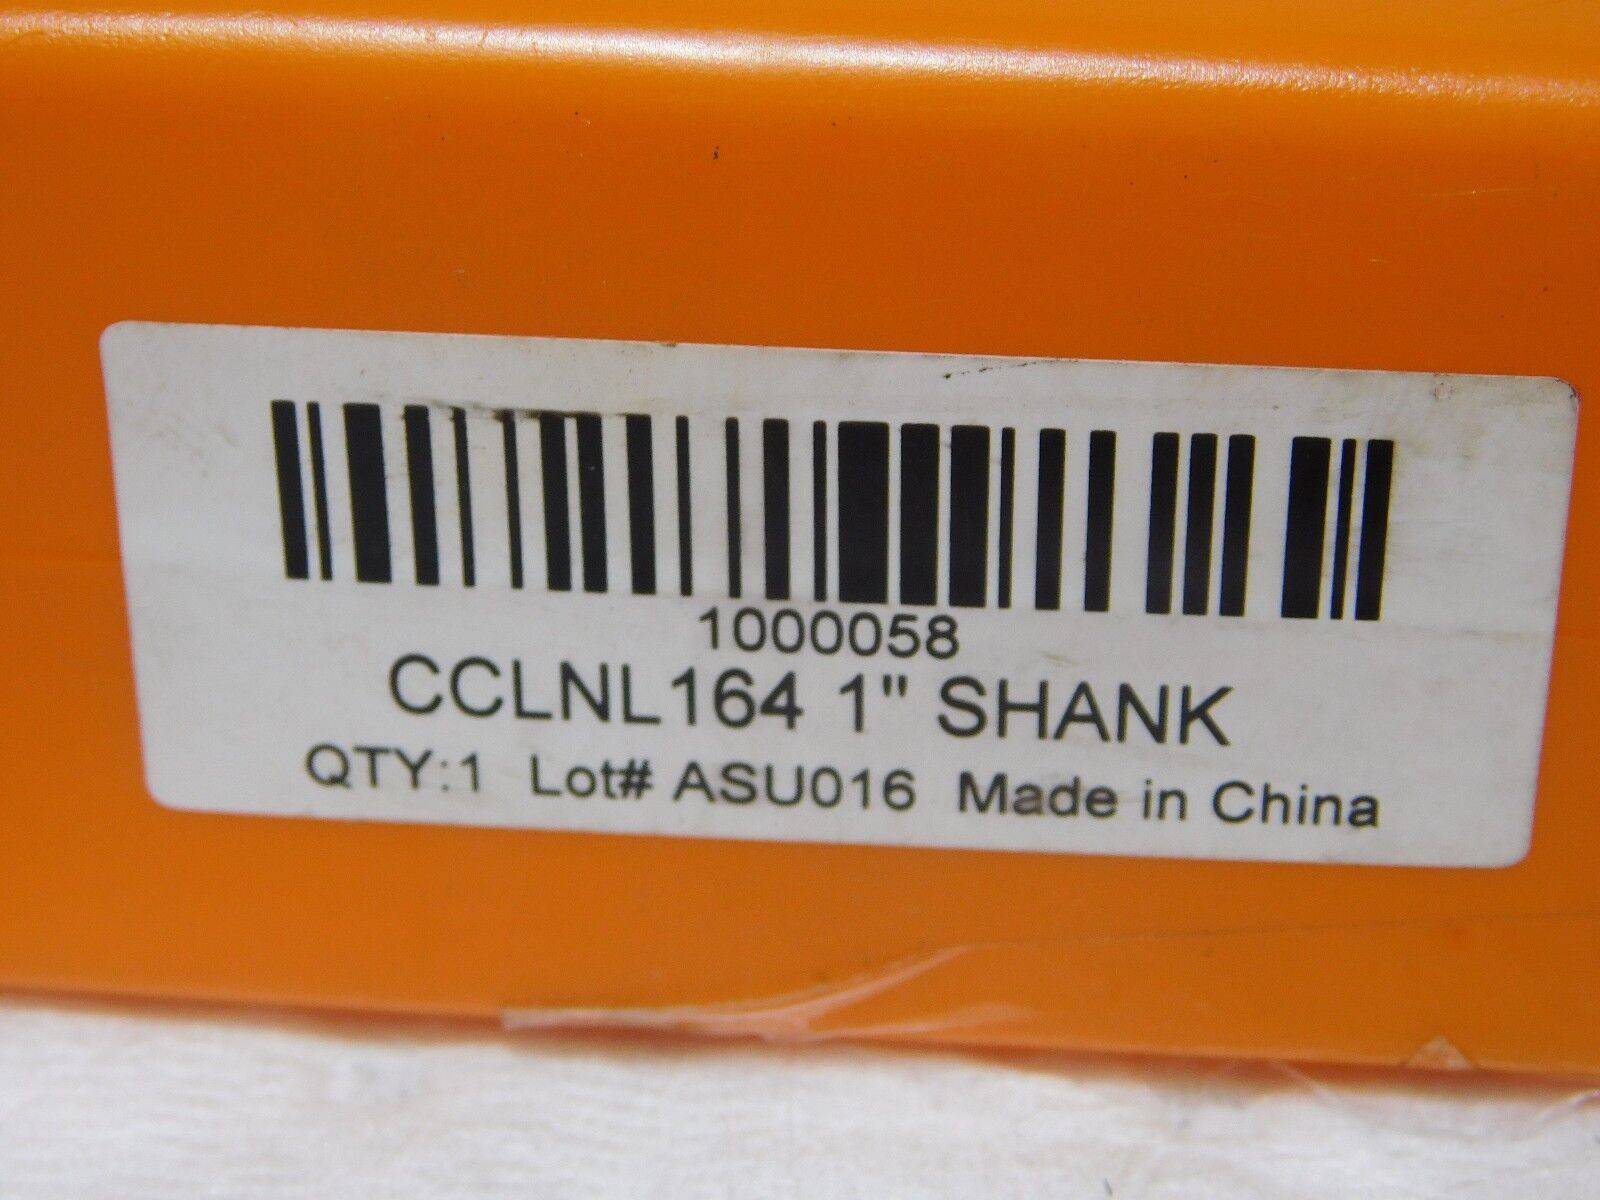 1000058
CCLNL164 1" SHANK
QTY:1 Lot# ASU016 Made in China